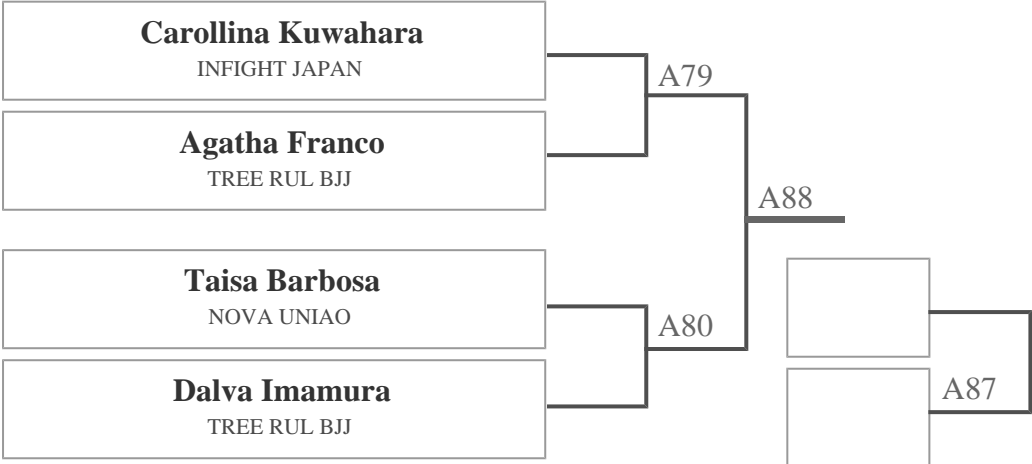 Carollina Kuwahara
INFIGHT JAPAN
A79
Agatha Franco
TREE RUL BJJ
A88
Taisa Barbosa
NOVA UNIAO
A80
Dalva Imamura
TREE RUL BJJ
A87